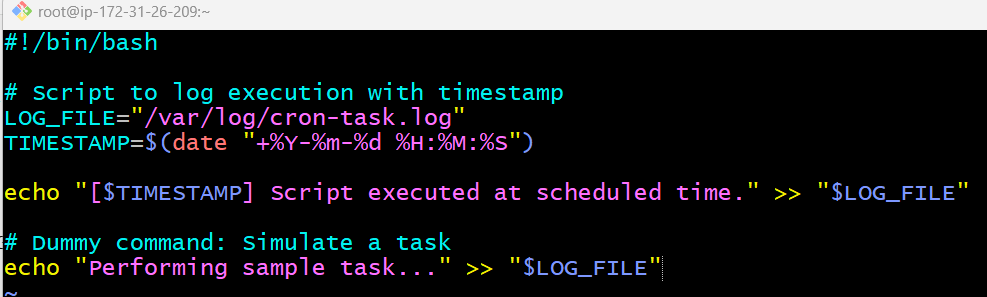 root@ip-172-31-26-209:~
#!/bin/bash
# Script to log execution with timestamp
LOG_FILE="/var/log/cron-task.log"
TIMESTAMP=$(date "+%Y-%m-%d %H:%M:%S")
echo "[$TIMESTAMP] Script executed at scheduled time." >> "$LOG_FILE"
# Dummy command: Simulate a task
echo "Performing sample task..." >> "$LOG_FILE"
~